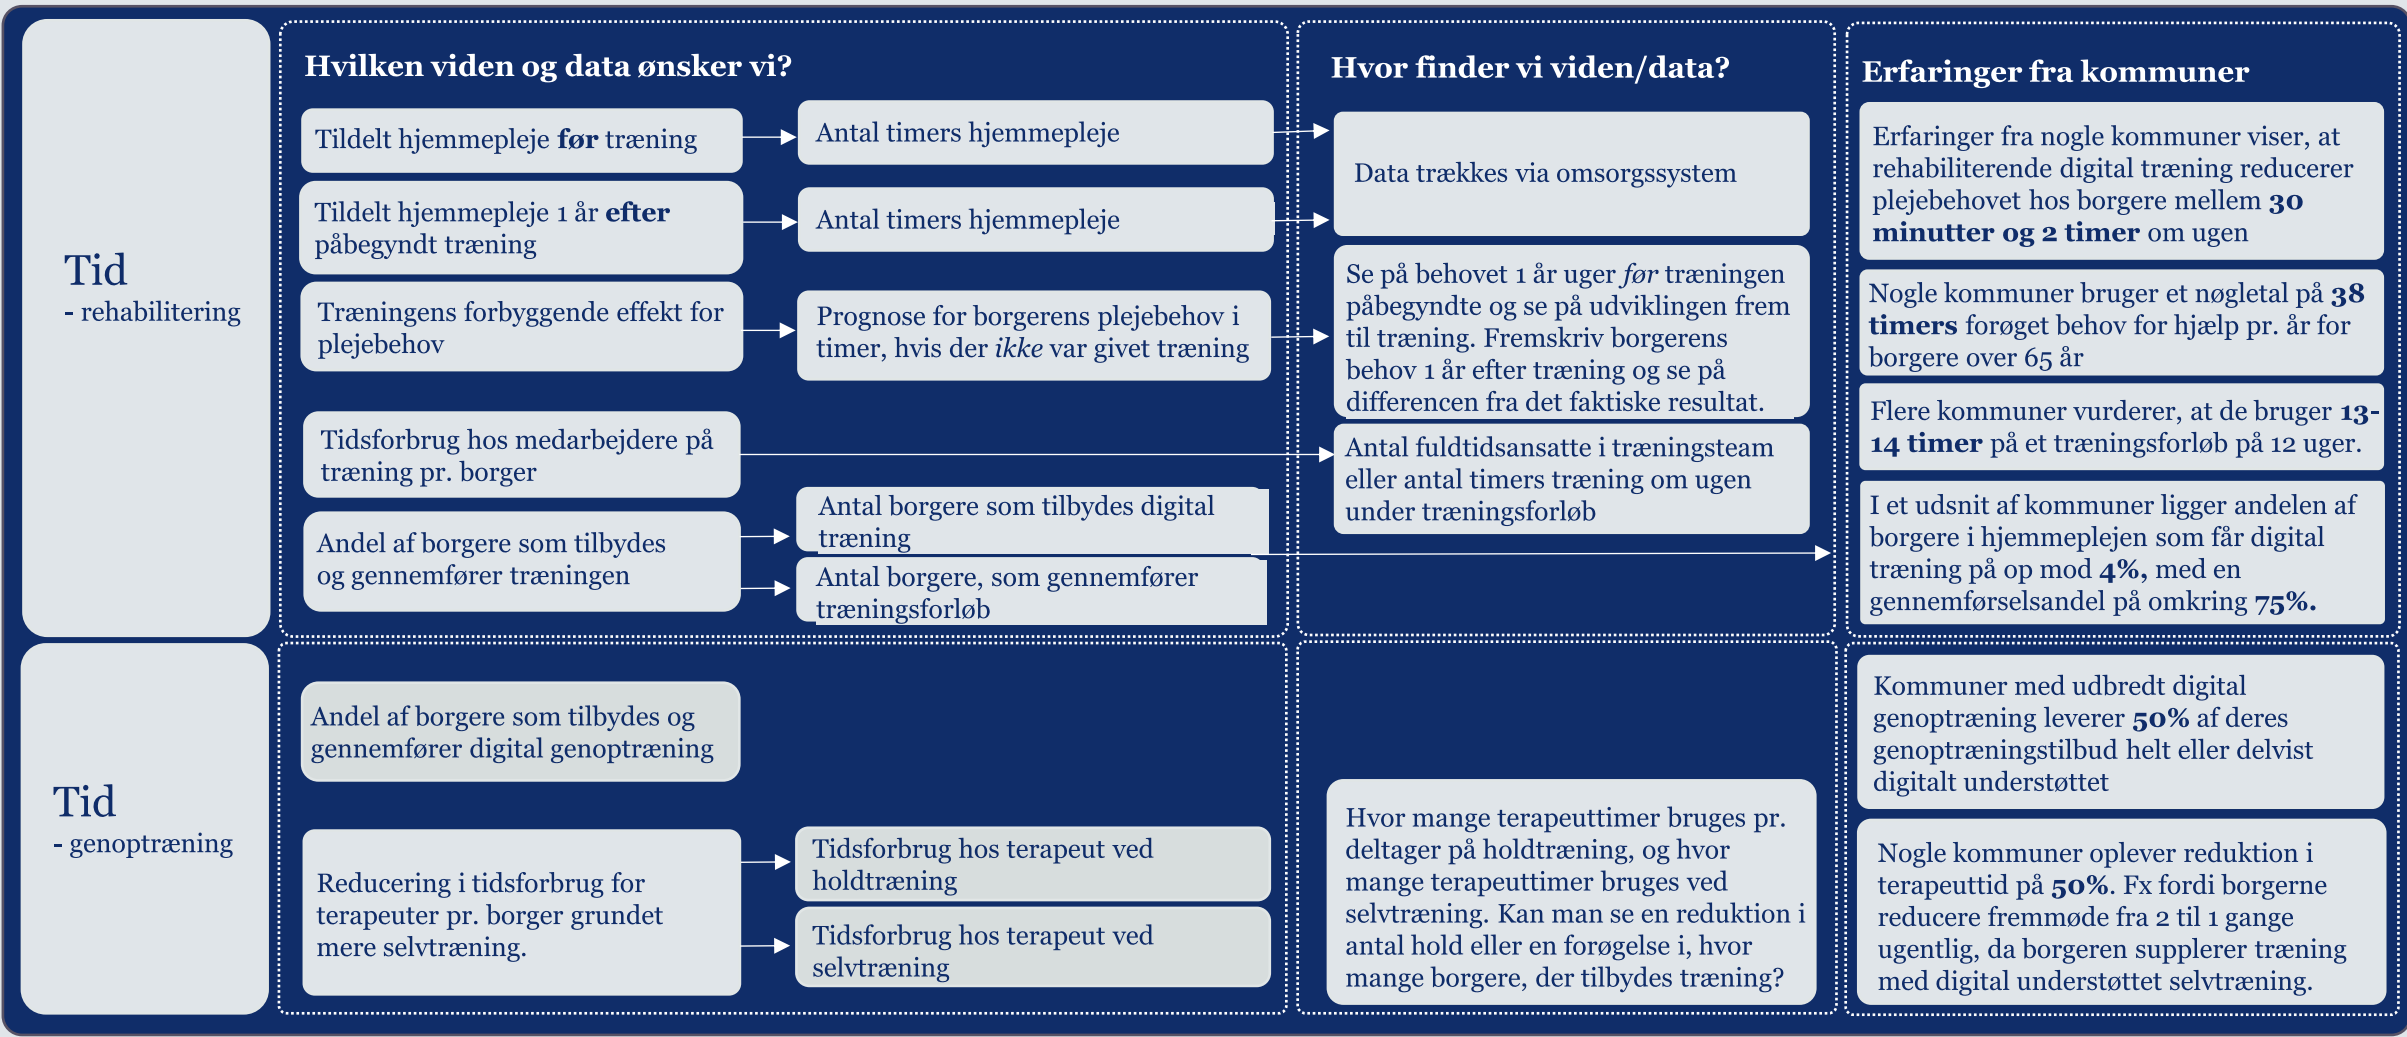 Tid
- rehabilitering
Hvilken viden og data ønsker vi?
Tildelt hjemmepleje før træning
Antal timers hjemmepleje
Tildelt hjemmepleje 1 år efter
påbegyndt træning
Antal timers hjemmepleje
Træningens forbyggende effekt for
plejebehov
Prognose for borgerens plejebehov i
timer, hvis der ikke var givet træning
Tidsforbrug hos medarbejdere på
træning pr. borger
Andel af borgere som tilbydes
og gennemfører træningen
Antal borgere som tilbydes digital
træning
Antal borgere, som gennemfører
træningsforløb
Hvor finder vi viden/data?
Data trækkes via omsorgssystem
Se på behovet 1 år uger før træningen
påbegyndte og se på udviklingen frem
til træning. Fremskriv borgerens
behov 1 år efter træning og se på
differencen fra det faktiske resultat.
Antal fuldtidsansatte i træningsteam
eller antal timers træning om ugen
under træningsforløb
Erfaringer fra kommuner
Erfaringer fra nogle kommuner viser, at
rehabiliterende digital træning reducerer
plejebehovet hos borgere mellem 30
minutter og 2 timer om ugen
Nogle kommuner bruger et nøgletal på 38
timers forøget behov for hjælp pr. år for
borgere over 65 år
Flere kommuner vurderer, at de bruger 13-
14 timer på et træningsforløb på 12 uger.
I et udsnit af kommuner ligger andelen af
borgere i hjemmeplejen som får digital
træning på op mod 4%, med en
gennemførselsandel på omkring 75%.
Tid
- genoptræning
Andel af borgere som tilbydes og
gennemfører digital genoptræning
Reducering i tidsforbrug for
terapeuter pr. borger grundet
mere selvtræning.
Tidsforbrug hos terapeut ved
holdtræning
Tidsforbrug hos terapeut ved
selvtræning
Hvor mange terapeuttimer bruges pr.
deltager på holdtræning, og hvor
mange terapeuttimer bruges ved
selvtræning. Kan man se en reduktion i
antal hold eller en forøgelse i, hvor
mange borgere, der tilbydes træning?
Kommuner med udbredt digital
genoptræning leverer 50% af deres
genoptræningstilbud helt eller delvist
digitalt understøttet
Nogle kommuner oplever reduktion i
terapeuttid på 50%. Fx fordi borgerne
reducere fremmøde fra 2 til 1 gange
ugentlig, da borgeren supplerer træning
med digital understøttet selvtræning.